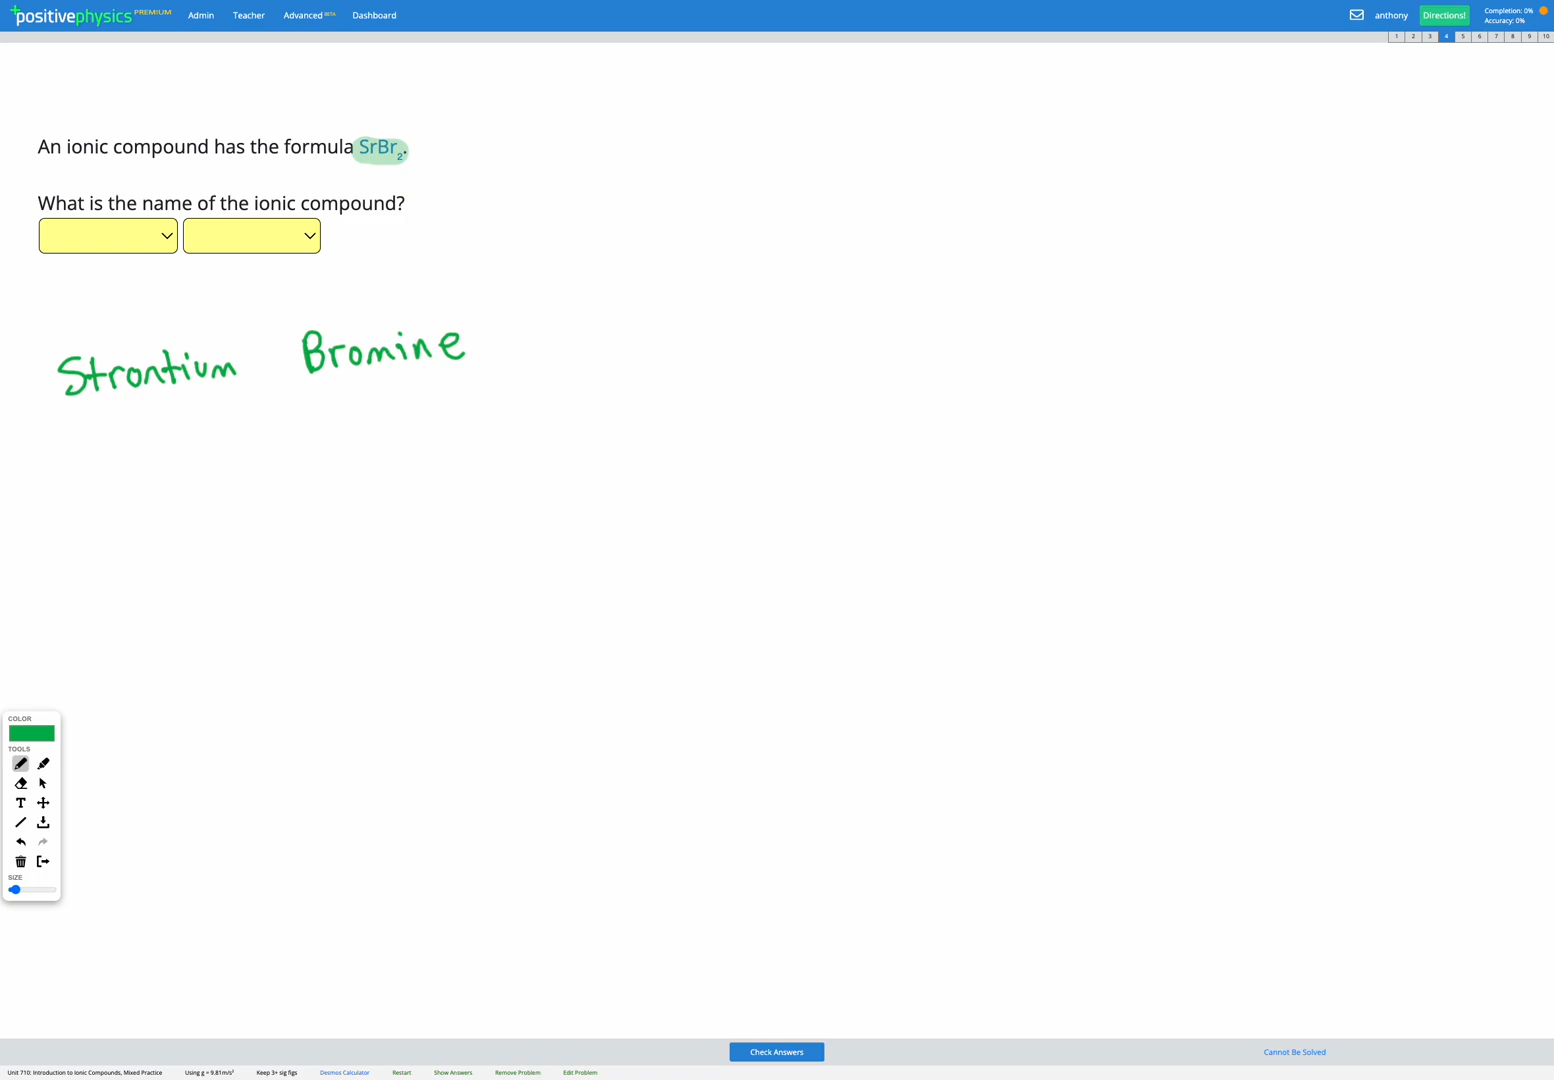 +positivephysics PREMIUM Admin Teacher Advanced BETA Dashboard anthony Directions! Completion: 0%
Accuracy: 0%
1 2 3 4 5 6 7 8 9 10
An ionic compound has the formula SrBr₂.
What is the name of the ionic compound?
Strontium Bromine
COLOR
TOOLS
SIZE
Check Answers Cannot Be Solved
Unit 710: Introduction to Ionic Compounds, Mixed Practice Using g = 9.81m/s² Keep 3+ sig figs Desmos Calculator Restart Show Answers Remove Problem Edit Problem